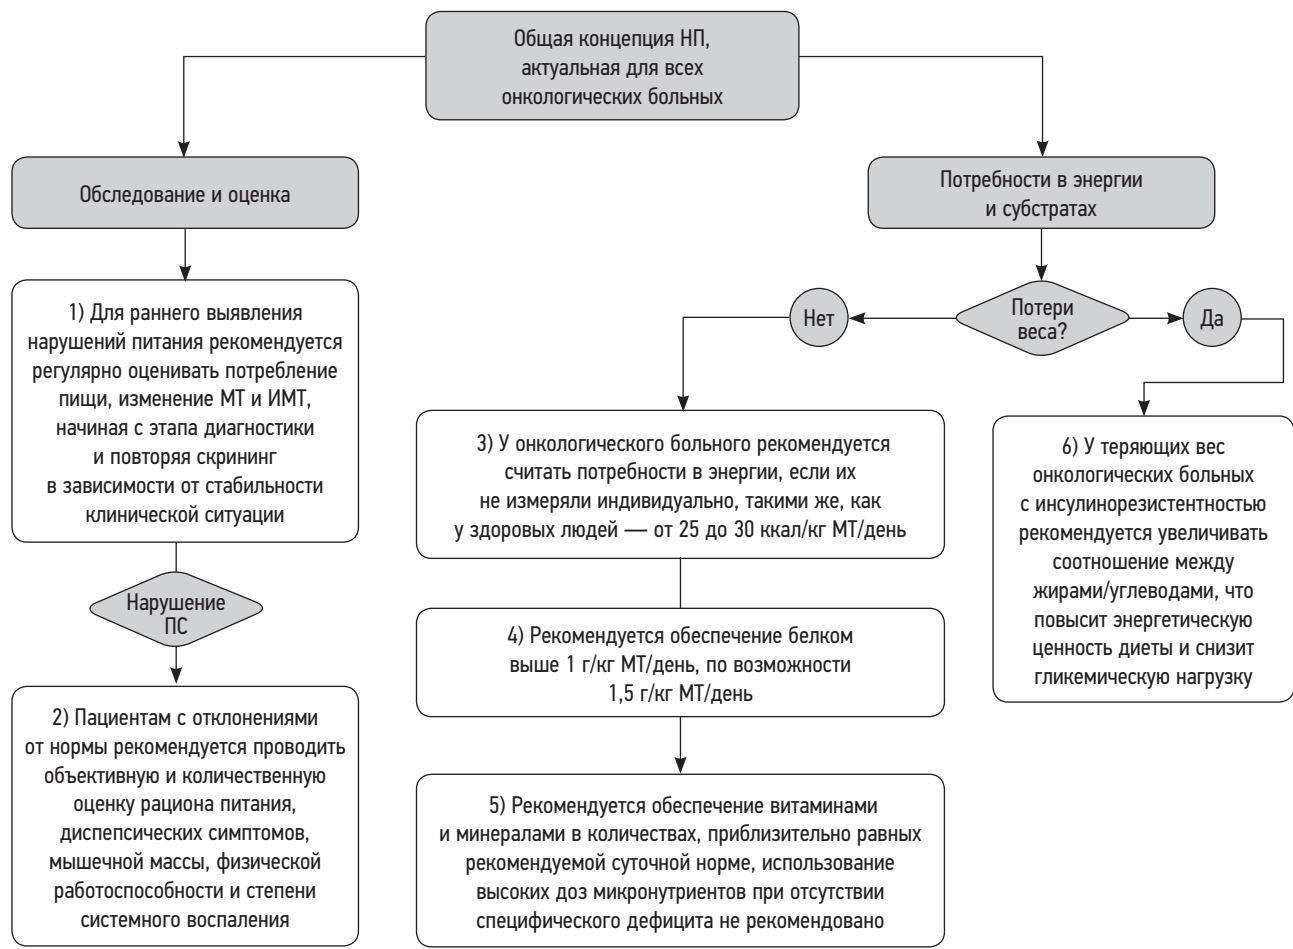 Общая концепция НП,
актуальная для всех
онкологических больных
Обследование и оценка
1) Для раннего выявления
нарушений питания рекомендуется
регулярно оценивать потребление
пищи, изменение МТ и ИМТ,
начиная с этапа диагностики
и повторяя скрининг
в зависимости от стабильности
клинической ситуации
Нарушение
ПС
2) Пациентам с отклонениями
от нормы рекомендуется проводить
объективную и количественную
оценку рациона питания,
диспепсических симптомов,
мышечной массы, физической
работоспособности и степени
системного воспаления
Потребности в энергии
и субстратах
Потери
веса?
Нет
Да
3) У онкологического больного рекомендуется
считать потребности в энергии, если их
не измеряли индивидуально, такими же, как
у здоровых людей — от 25 до 30 ккал/кг МТ/день
4) Рекомендуется обеспечение белком
выше 1 г/кг МТ/день, по возможности
1,5 г/кг МТ/день
5) Рекомендуется обеспечение витаминами
и минералами в количествах, приблизительно равных
рекомендуемой суточной норме, использование
высоких доз микронутриентов при отсутствии
специфического дефицита не рекомендовано
6) У теряющих вес
онкологических больных
с инсулинорезистентностью
рекомендуется увеличивать
соотношение между
жирами/углеводами, что
повысит энергетическую
ценность диеты и снизит
гликемическую нагрузку